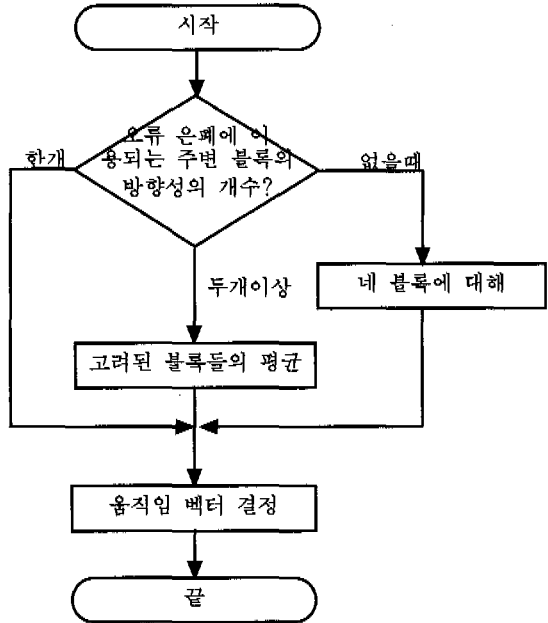 시작
오류 은폐에 이
용되는 주변 블록의
방향성의 개수?
한개
없을때
두개이상
네 블록에 대해
고려된 블록들의 평균
움직임 벡터 결정
끝